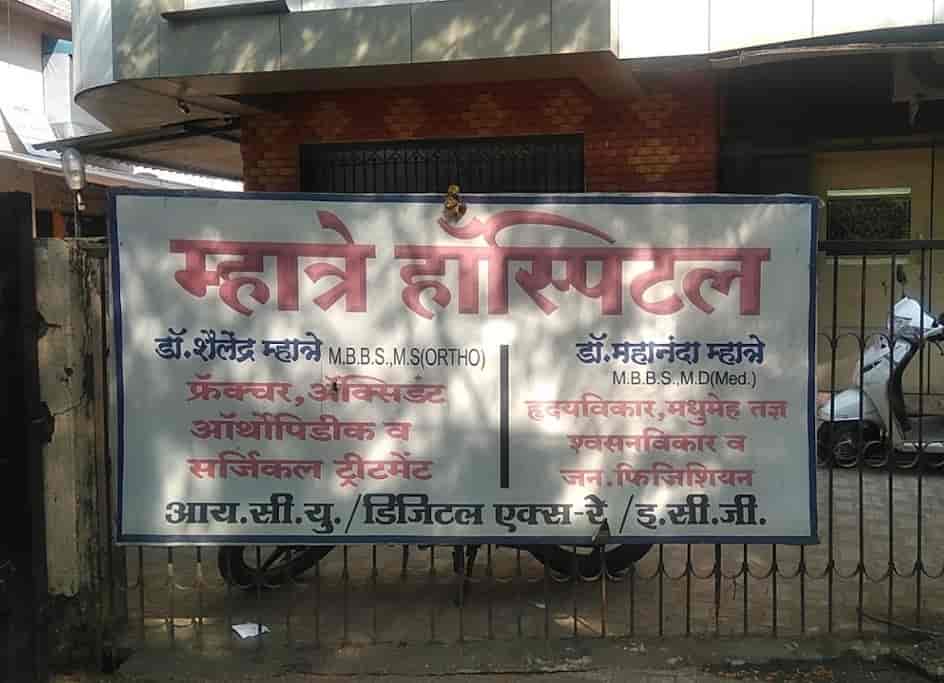 म्हात्रे हॉस्पिटल
डॉ.शैलेंद्र म्हात्रे M.B.B.S.,M.S(ORTHO)
फ्रॅक्चर,ॲक्सिडंट
ऑर्थोपिडीक व
सर्जिकल ट्रीटमेंट
डॉ.महानंदा म्हात्रे
M.B.B.S.,M.D(Med.)
हृदयविकार,मधुमेह तज्ञ
श्वसनविकार व
जन.फिजिशियन
आय.सी.यु./डिजिटल एक्स-रे /इ.सी.जी.